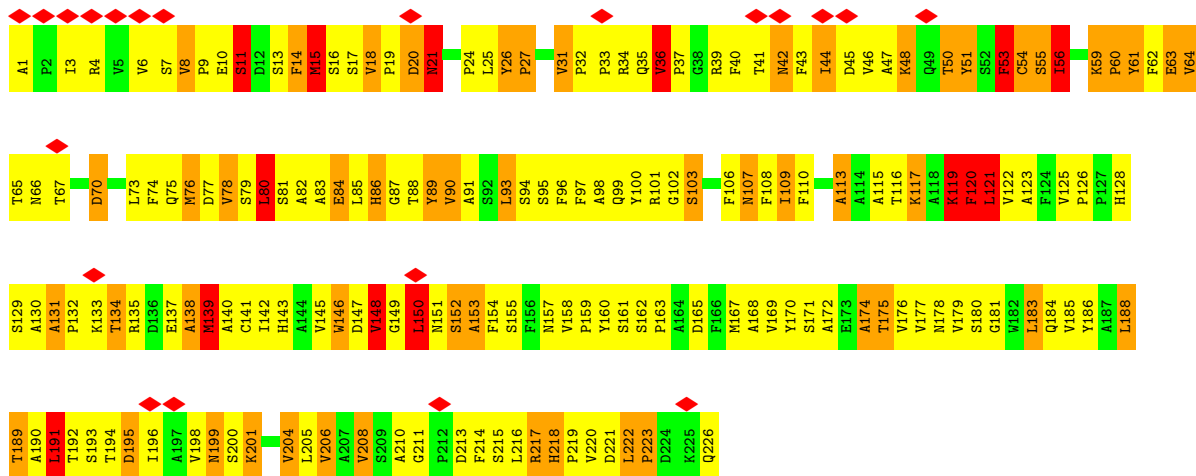 A1 P2 I3 R4 V5 V6 S7 V8 P9 E10 S11 D12 S13 F14 M15 S16 S17 V18 P19 D20 N21 P24 L25 Y26 P27 V31 P32 P33 R34 Q35 V36 P37 G38 R39 F40 T41 N42 F43 I44 D45 V46 A47 K48 Q49 T50 Y51 S52 F53 C54 S55 I56 K59 P60 Y61 F62 E63 V64
T65 N66 T67 D70 L73 F74 Q75 M76 D77 V78 S79 L80 S81 A82 A83 E84 L85 H86 G87 T88 Y89 V90 A91 S92 L93 S94 S95 F96 F97 A98 Q99 Y100 R101 G102 S103 F106 N107 F108 I109 F110 A113 A114 A115 T116 K117 A118 K119 F120 L121 V122 A123 F124 V125 P126 P127 H128
S129 A130 A131 P132 K133 T134 R135 D136 E137 A138 M139 A140 C141 I142 H143 A144 V145 W146 D147 V148 G149 L150 N151 S152 A153 F154 S155 F156 N157 V158 P159 Y160 S161 S162 P163 A164 D165 F166 M167 A168 V169 Y170 S171 A172 E173 A174 T175 V176 V177 N178 V179 S180 G181 W182 L183 Q184 V185 Y186 A187 L188
T189 A190 L191 T192 S193 T194 D195 I196 A197 V198 N199 S200 K201 V204 L205 V206 A207 V208 S209 A210 G211 P212 D213 F214 S215 L216 R217 H218 P219 V220 D221 L222 P223 D224 K225 Q226